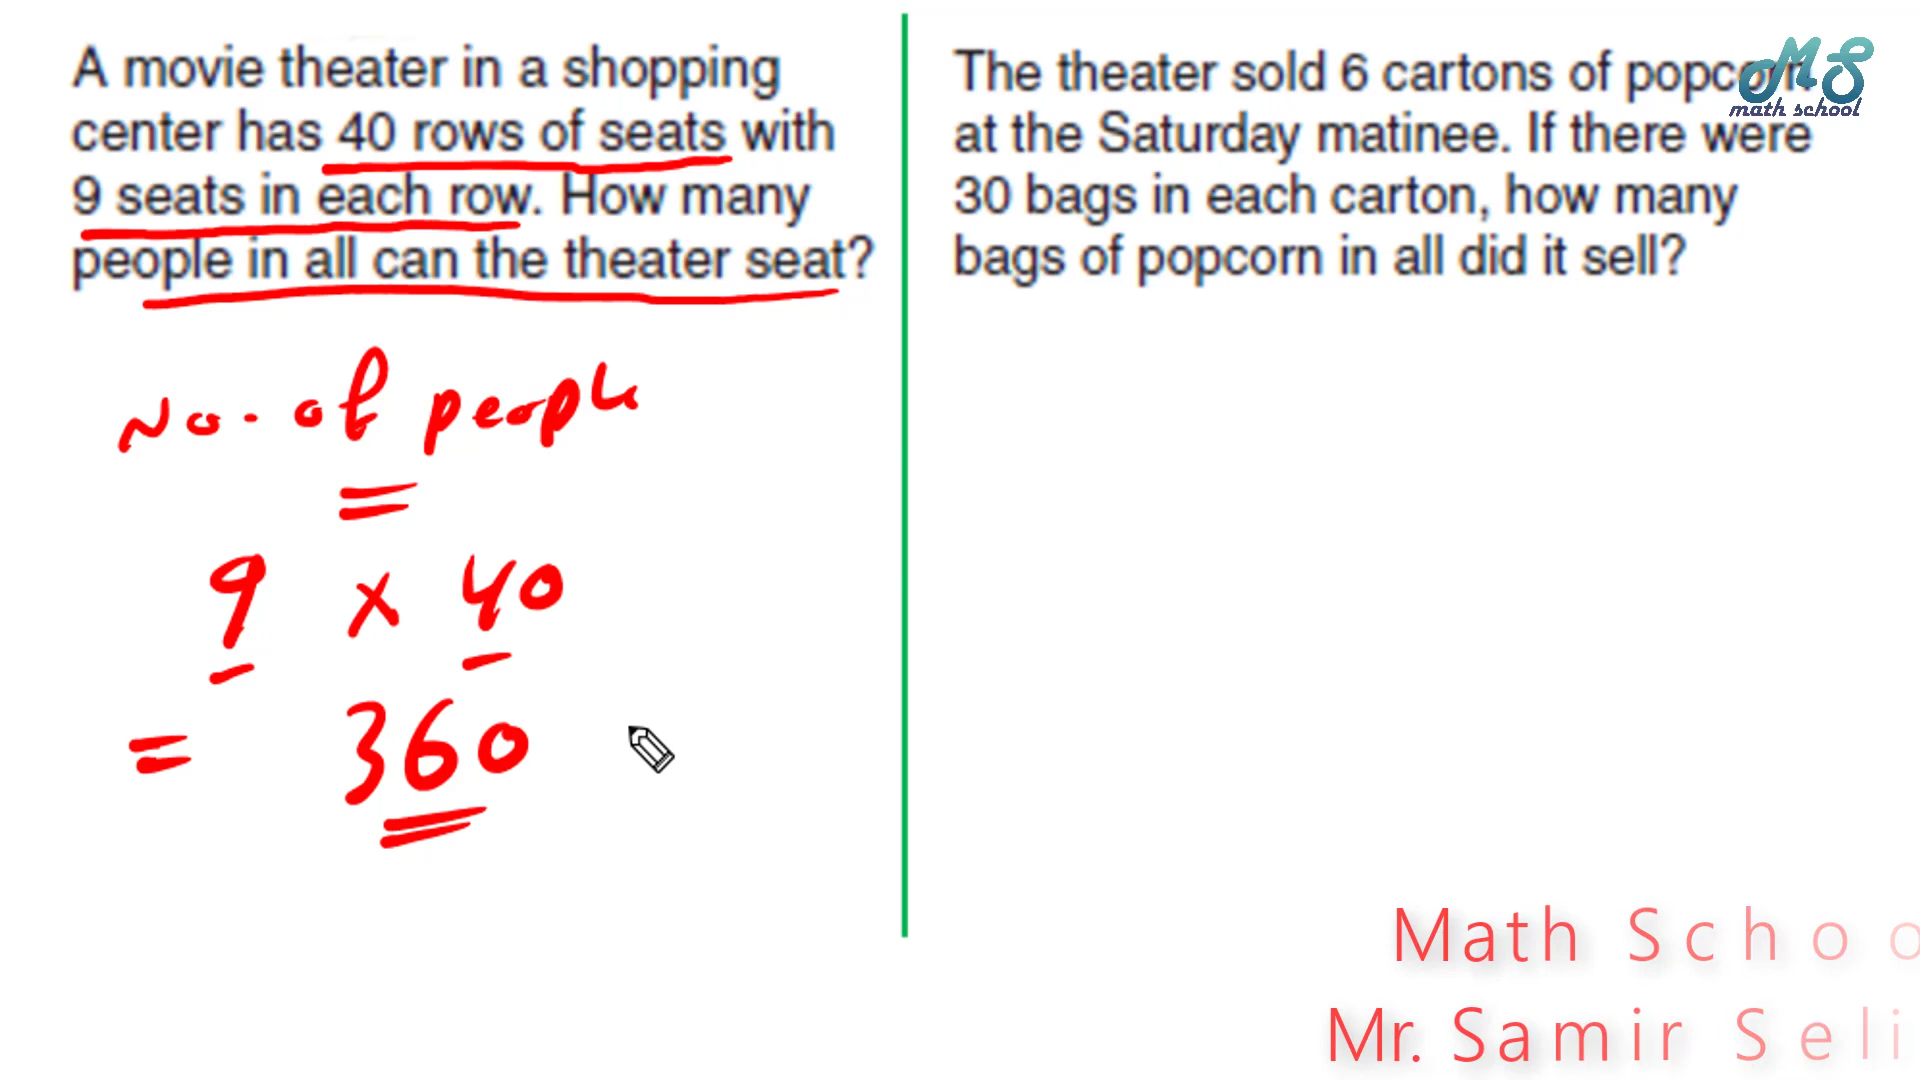 A movie theater in a shopping
center has 40 rows of seats with
9 seats in each row. How many
people in all can the theater seat?
No. of people
=
9 x 40
= 360
The theater sold 6 cartons of popcorn
at the Saturday matinee. If there were
30 bags in each carton, how many
bags of popcorn in all did it sell?
MS
math school
Math Schoo
Mr. Samir Seli